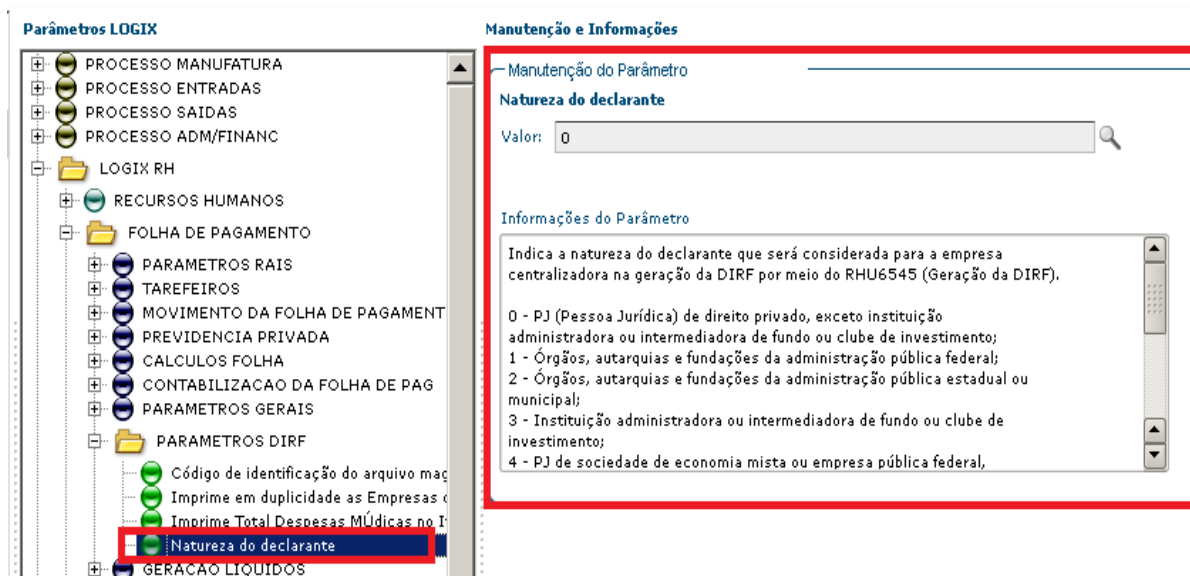 Parâmetros LOGIX
PROCESSO MANUFATURA
PROCESSO ENTRADAS
PROCESSO SAIDAS
PROCESSO ADM/FINANC
LOGIX RH
RECURSOS HUMANOS
FOLHA DE PAGAMENTO
PARAMETROS RAIS
TAREFEIROS
MOVIMENTO DA FOLHA DE PAGAMENT
PREVIDENCIA PRIVADA
CALCULOS FOLHA
CONTABILIZACAO DA FOLHA DE PAG
PARAMETROS GERAIS
PARAMETROS DIRF
Código de identificação do arquivo mag
Imprime em duplicidade as Empresas
Imprime Total Despesas MÚdicas no
Natureza do declarante
GERACAO LIQUIDOS
Manutenção e Informações
Manutenção do Parâmetro
Natureza do declarante
Valor: 0
Informações do Parâmetro
Indica a natureza do declarante que será considerada para a empresa
centralizadora na geração da DIRF por meio do RHU6545 (Geração da DIRF).
0 - PJ (Pessoa Jurídica) de direito privado, exceto instituição
administradora ou intermediadora de fundo ou clube de investimento;
1 - Órgãos, autarquias e fundações da administração pública federal;
2 - Órgãos, autarquias e fundações da administração pública estadual ou
municipal;
3 - Instituição administradora ou intermediadora de fundo ou clube de
investimento;
4 - PJ de sociedade de economia mista ou empresa pública federal,